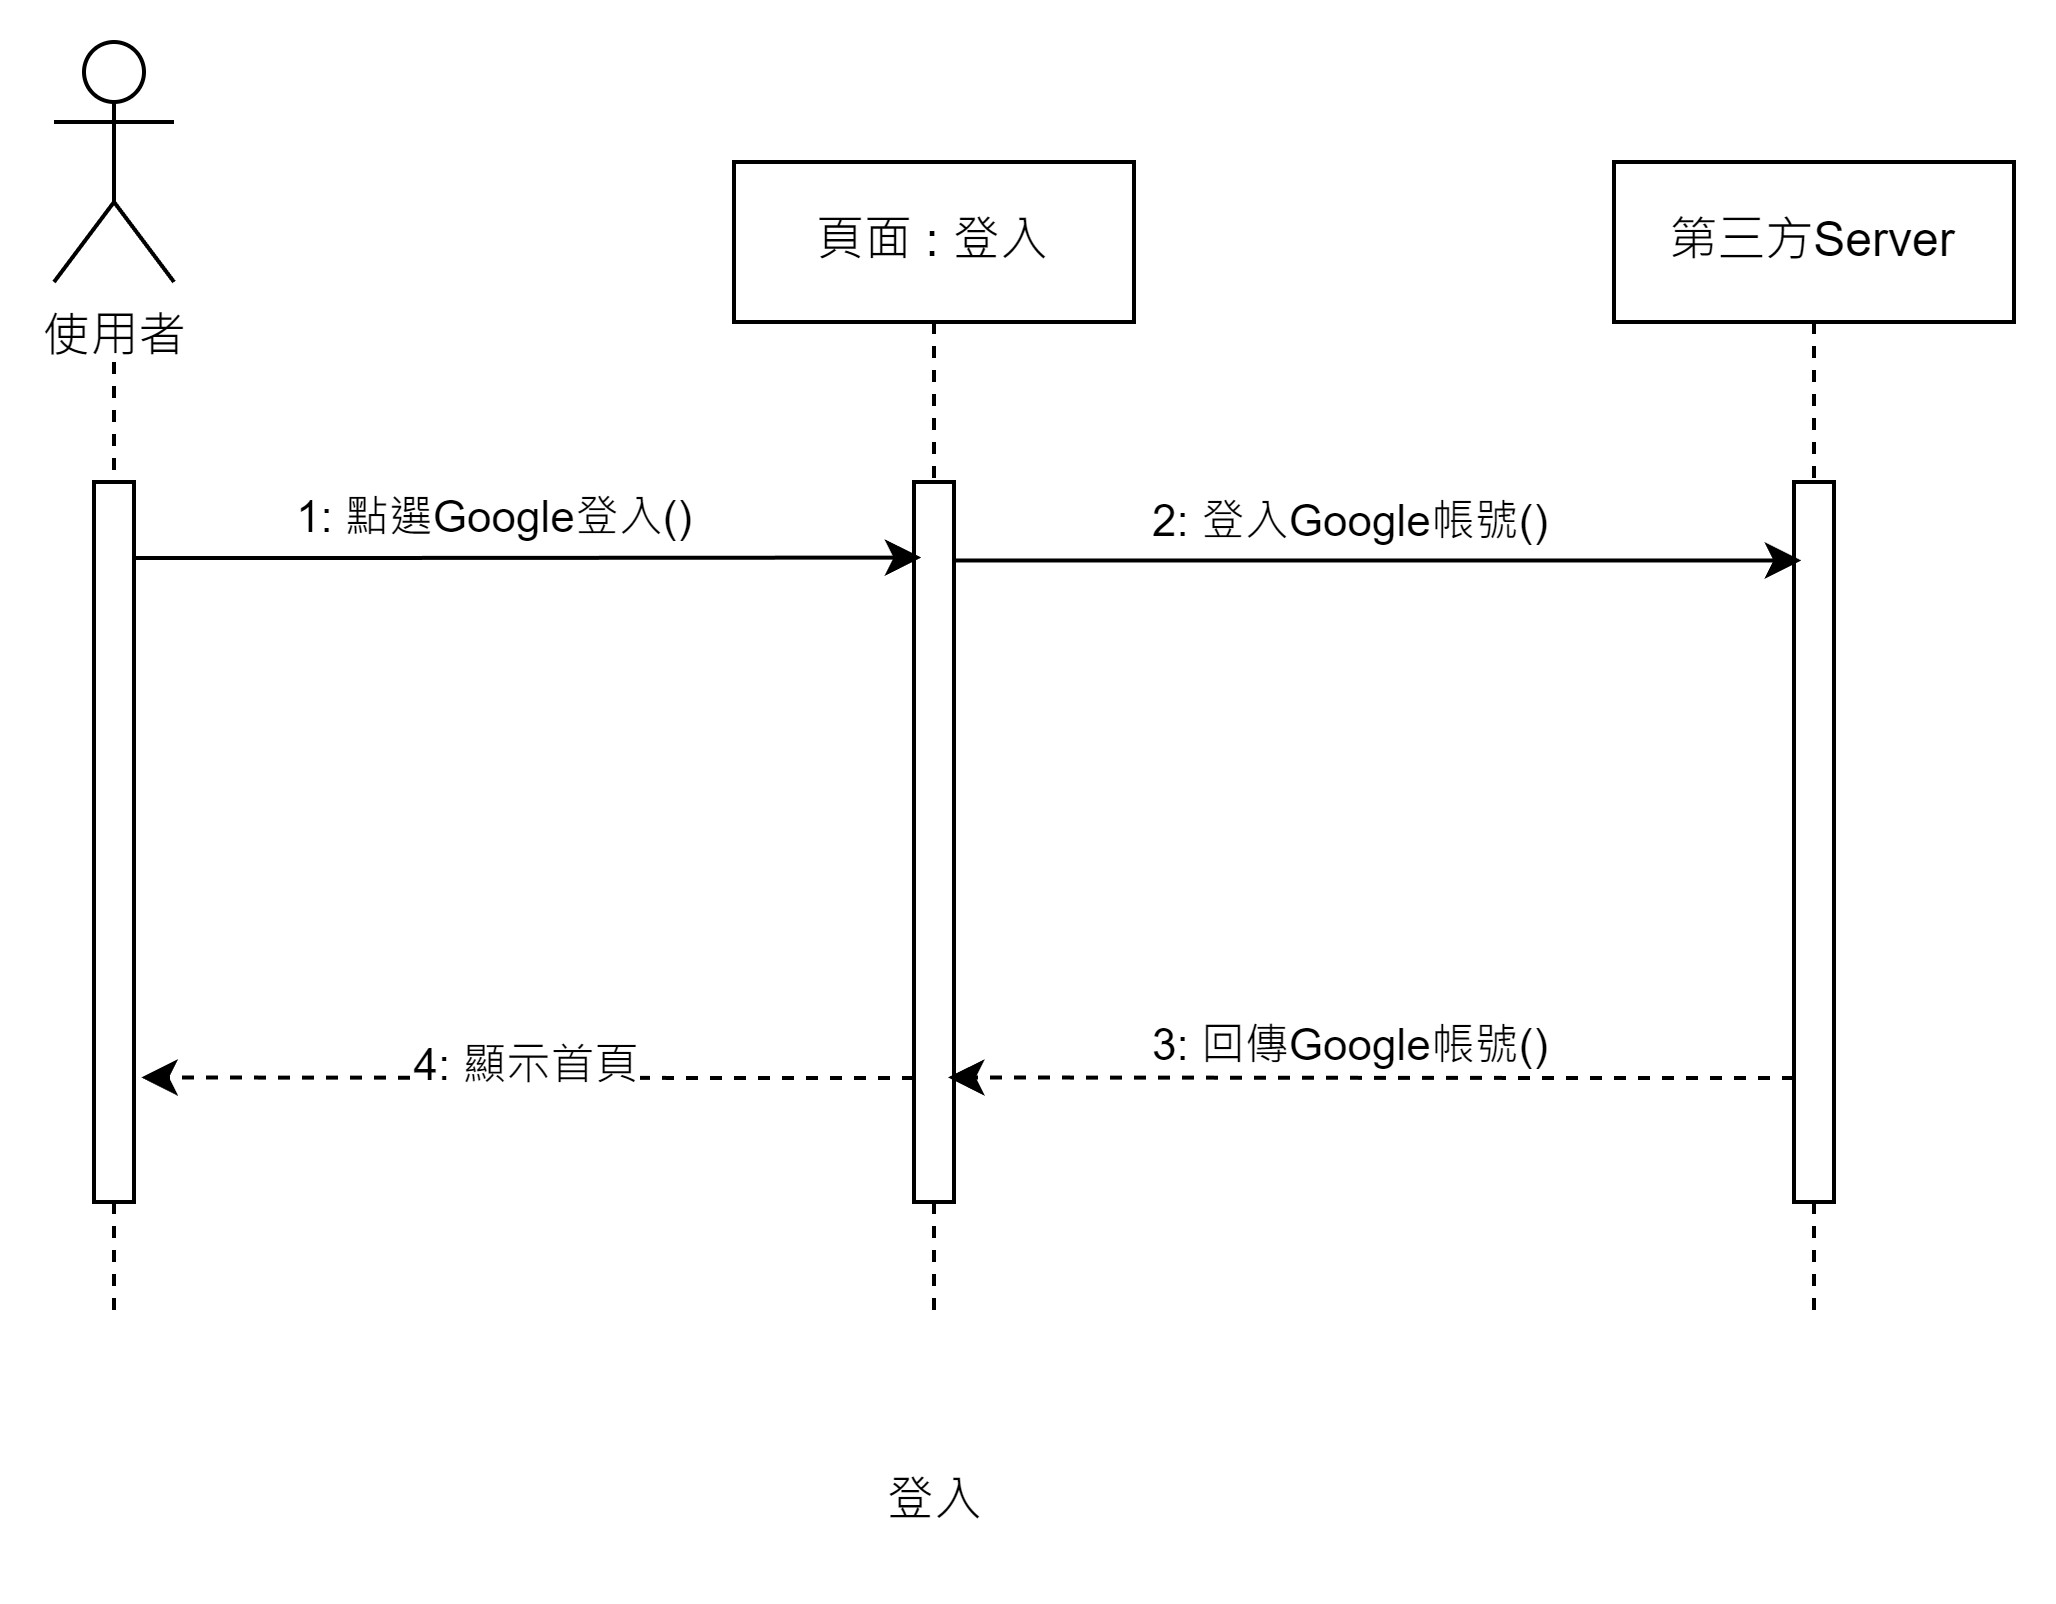 使用者
頁面 : 登入
第三方Server
1: 點選Google登入()
2: 登入Google帳號()
3: 回傳Google帳號()
4: 顯示首頁
登入